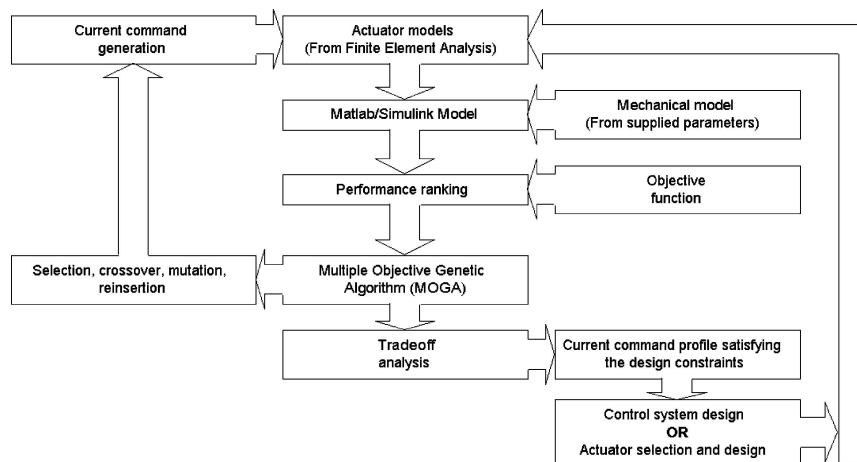 Current command
generation
Actuator models
(From Finite Element Analysis)
Matlab/Simulink Model
Mechanical model
(From supplied parameters)
Performance ranking
Objective
function
Selection, crossover, mutation,
reinsertion
Multiple Objective Genetic
Algorithm (MOGA)
Tradeoff
analysis
Current command profile satisfying
the design constraints
Control system design
OR
Actuator selection and design